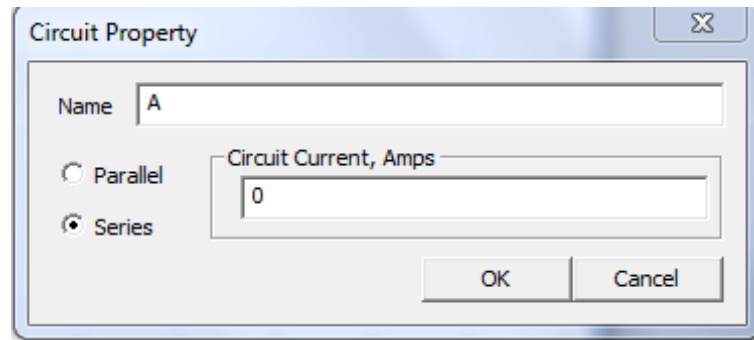 Circuit Property
Name A
Parallel
Circuit Current, Amps
0
Series
OK Cancel